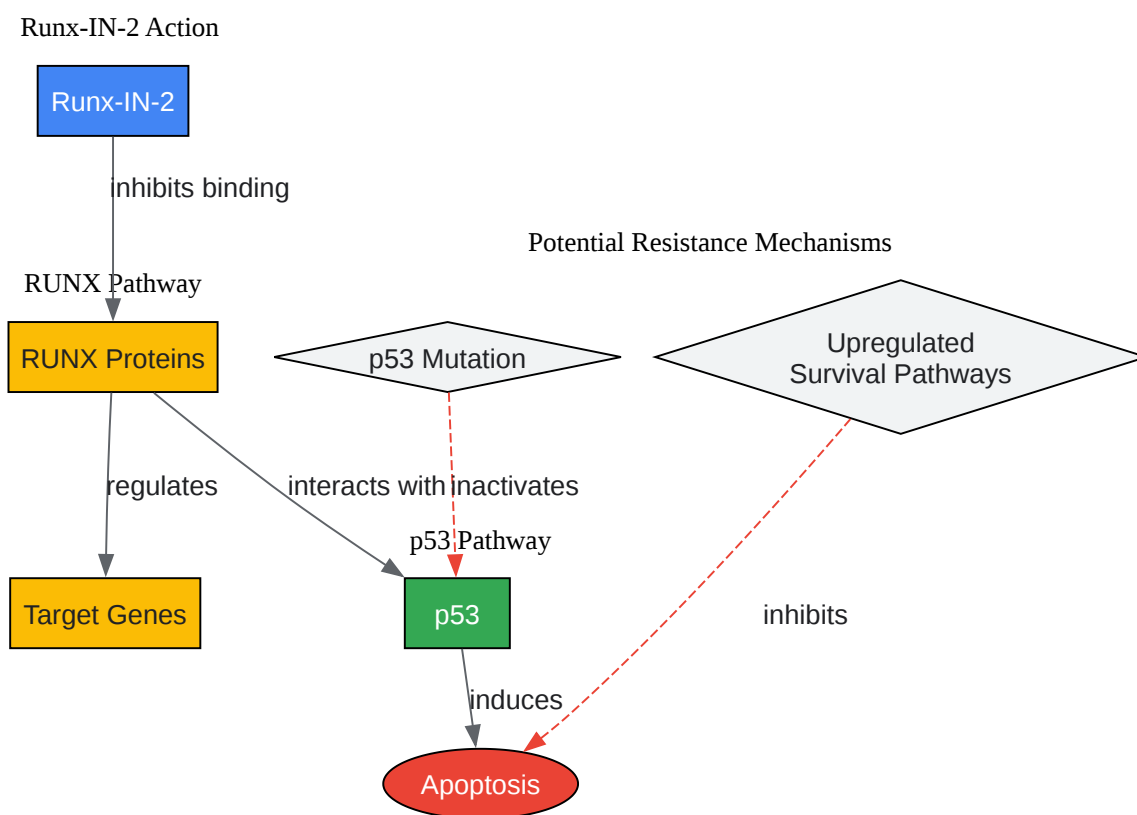 Runx-IN-2 Action
Runx-IN-2
inhibits binding
Potential Resistance Mechanisms
RUNX Pathway
RUNX Proteins
p53 Mutation
Upregulated
Survival Pathways
regulates
interacts with
inactivates
p53 Pathway
Target Genes
p53
inhibits
induces
Apoptosis